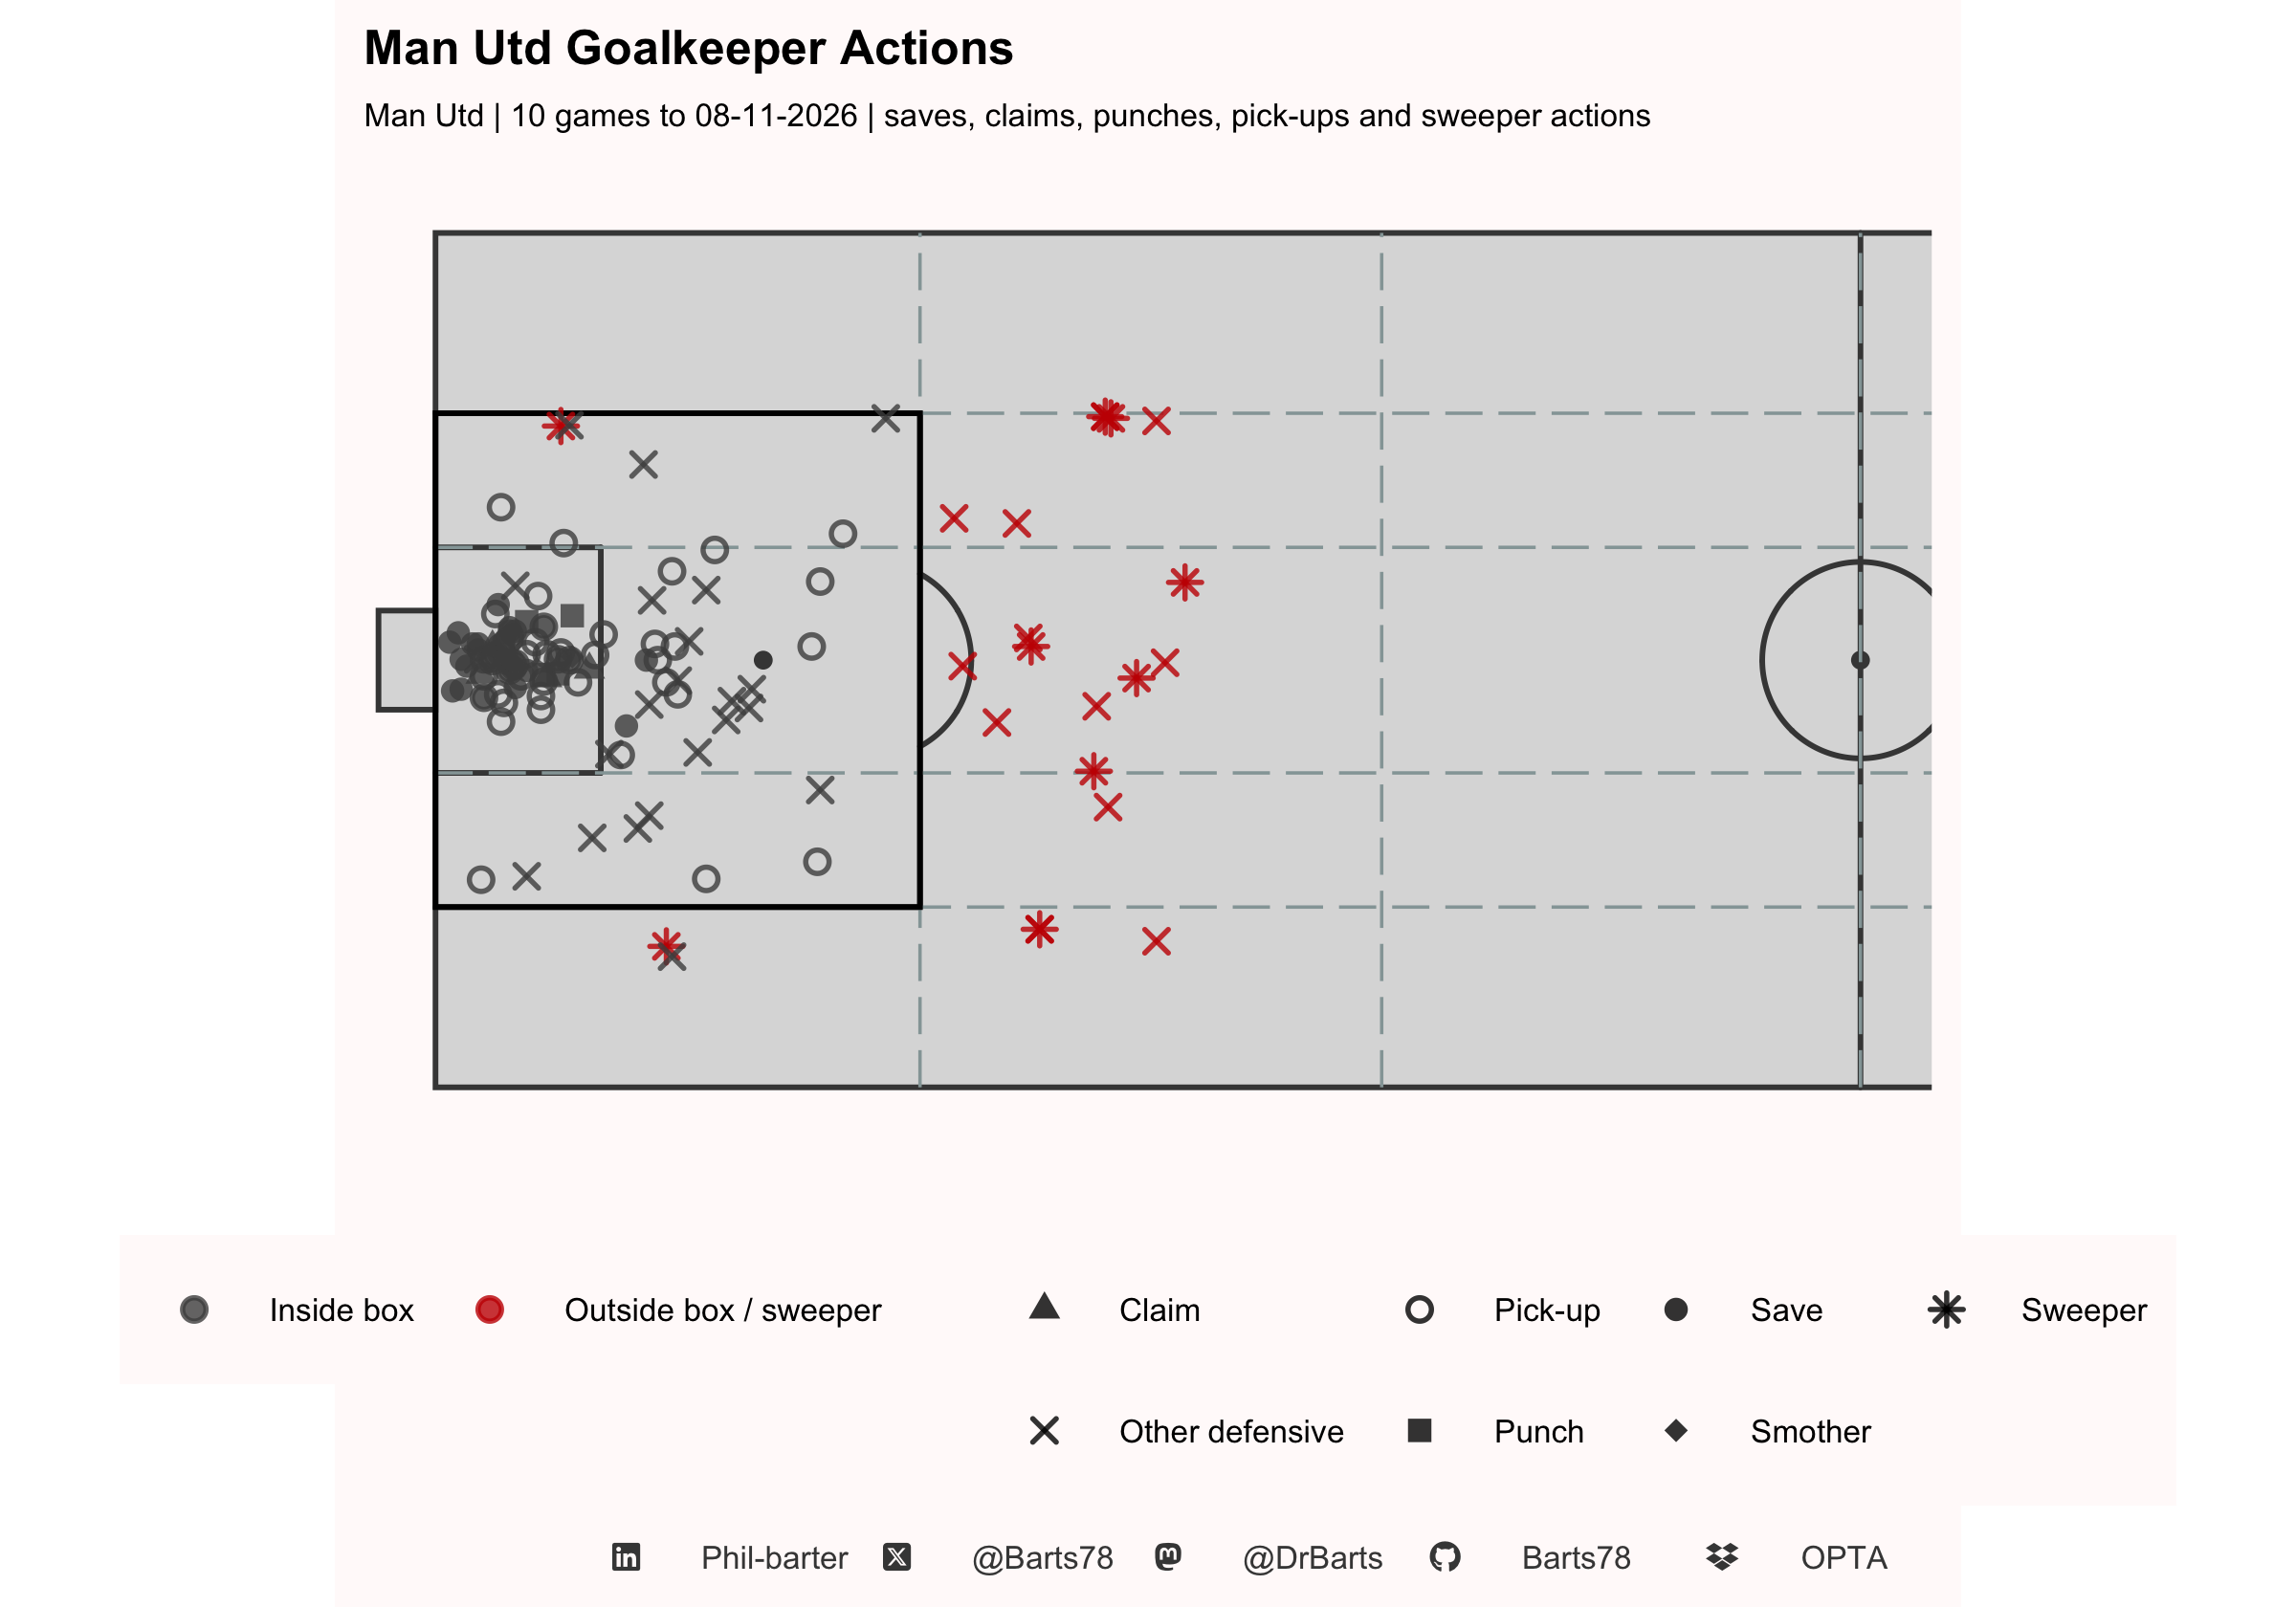 Man Utd Goalkeeper Actions
Man Utd | 10 games to 08-11-2026 | saves, claims, punches, pick-ups and sweeper actions
Inside box Outside box / sweeper Claim Pick-up Save Sweeper
Other defensive Punch Smother
Phil-barter @Barts78 @DrBarts Barts78 OPTA